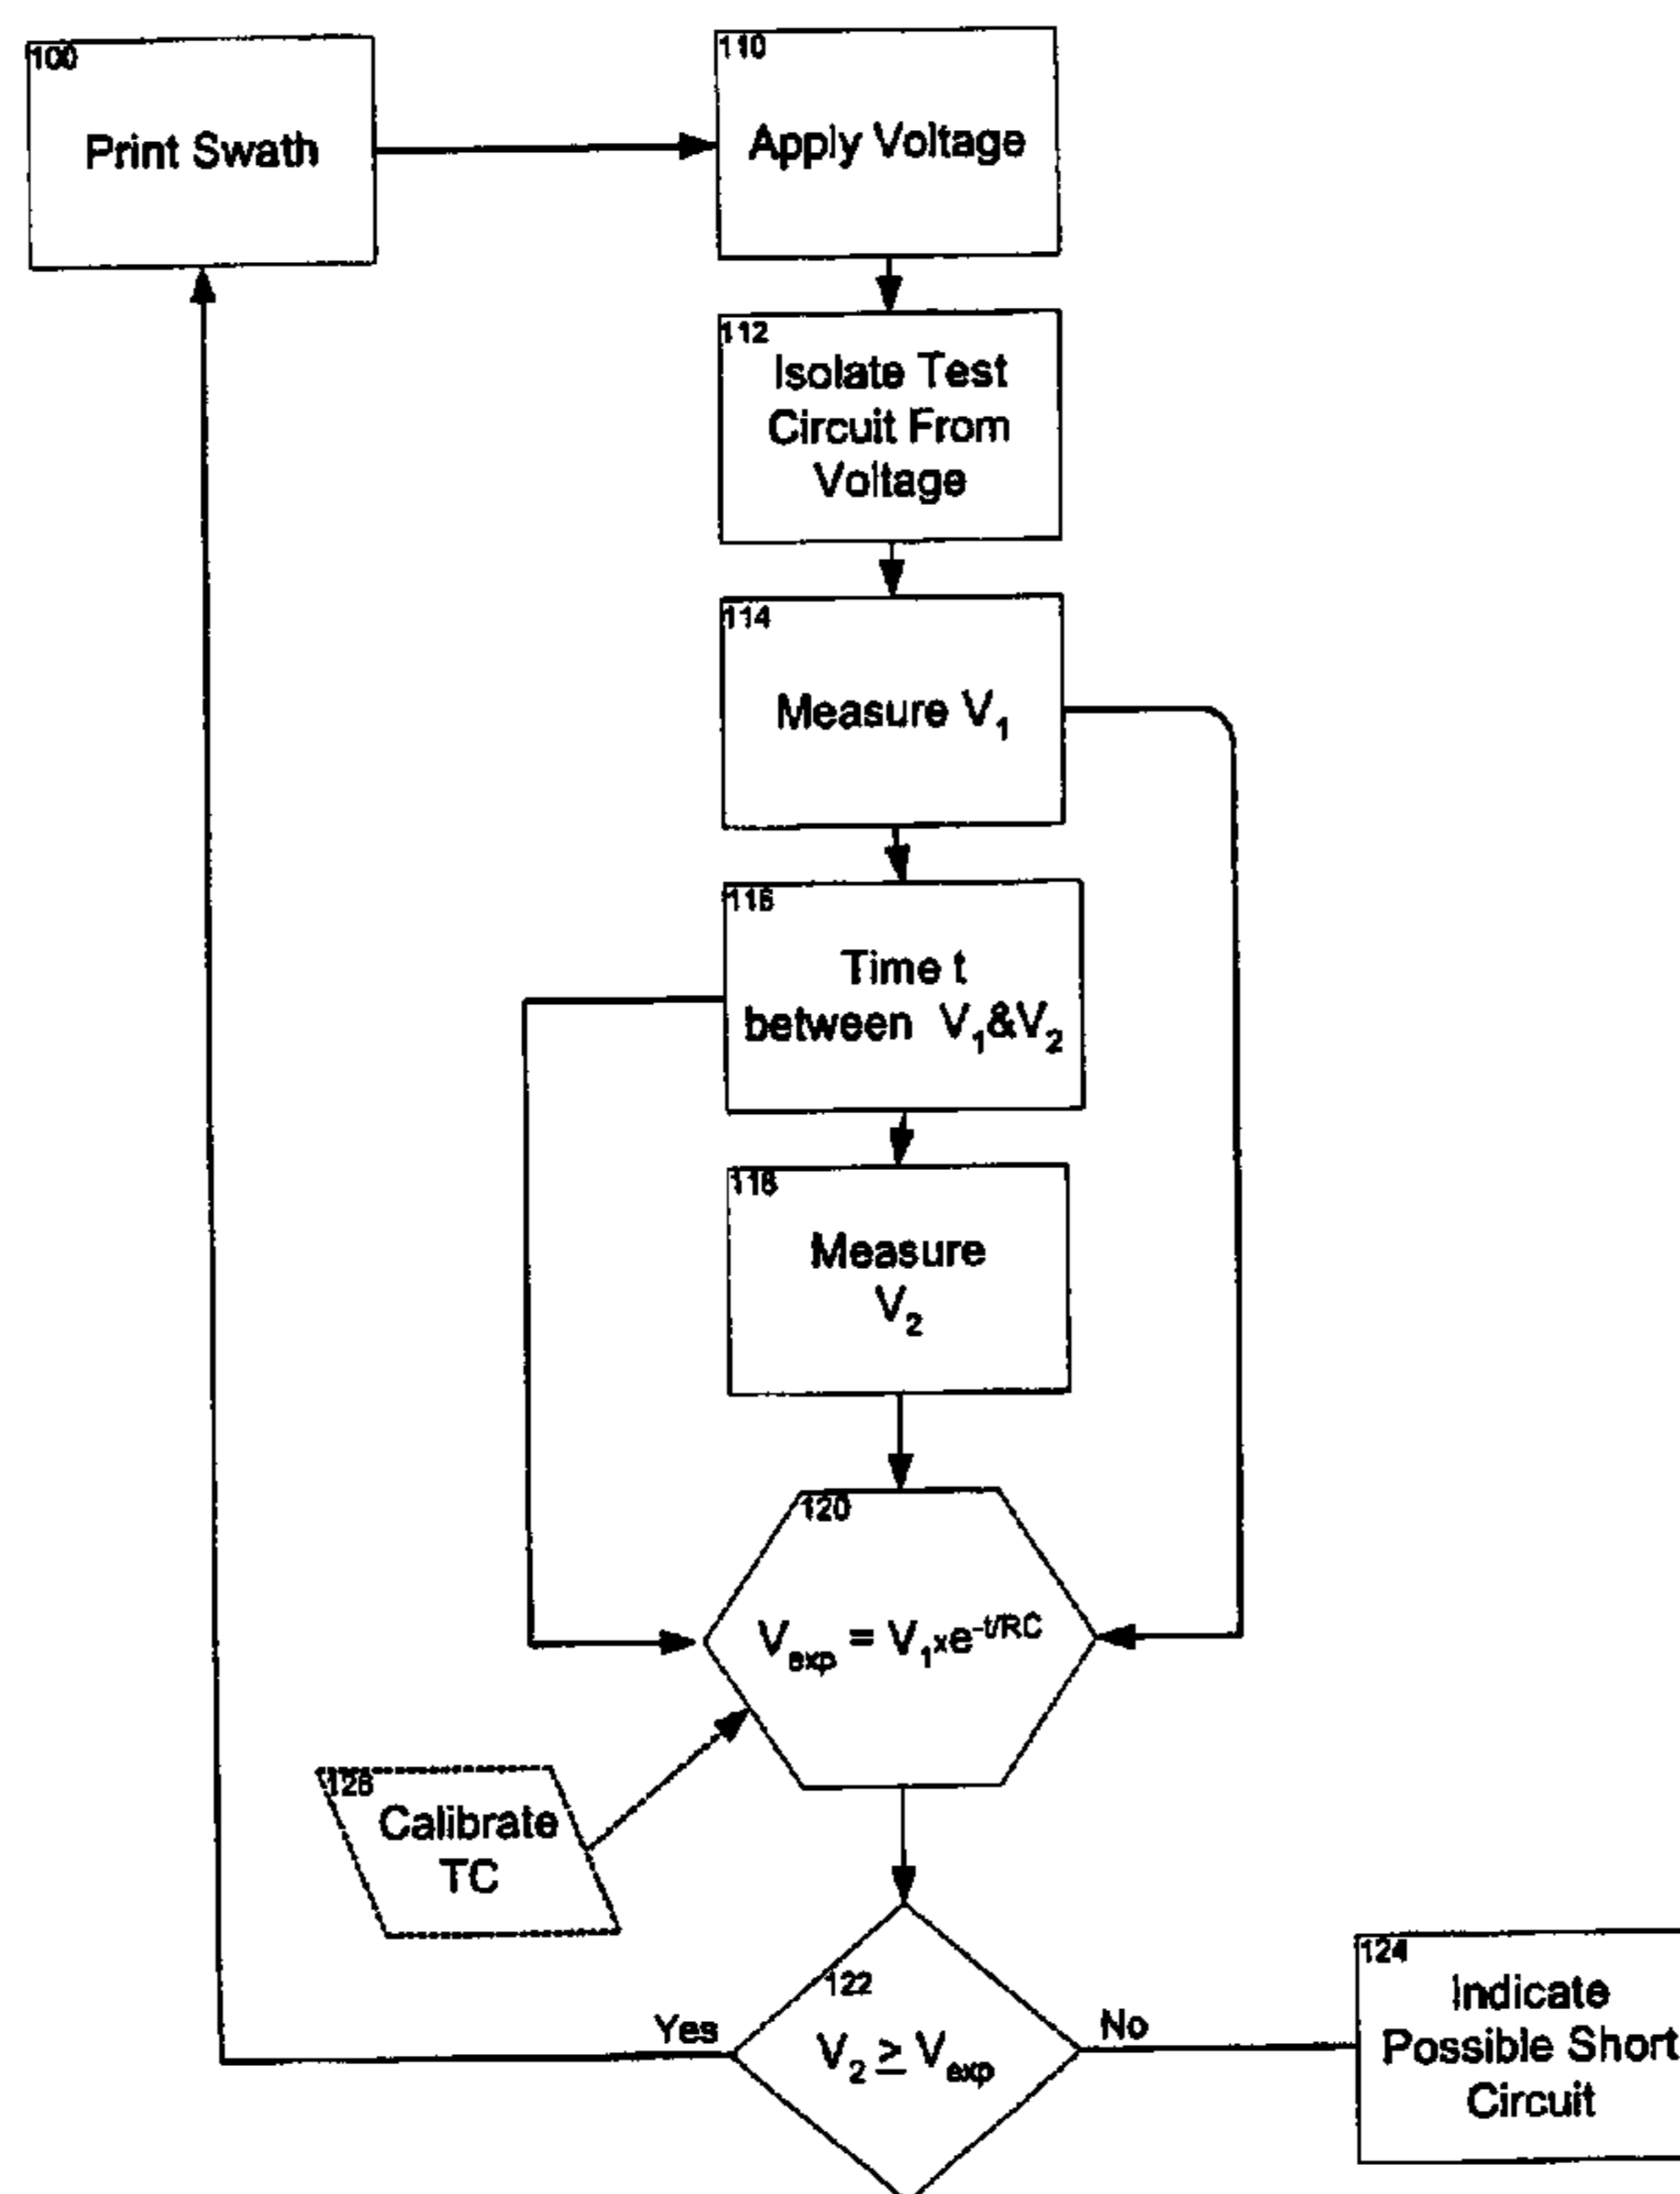 100
Print Swath
110
Apply Voltage
112
Isolate Test
Circuit From
Voltage
114
Measure V₁
116
Time t
between V₁&V₂
118
Measure
V₂
120
Vₑₓₚ = V₁xe⁻ᵗ/ᴿᶜ
126
Calibrate
TC
122
V₂ ≥ Vₑₓₚ
Yes
No
124
Indicate
Possible Short
Circuit